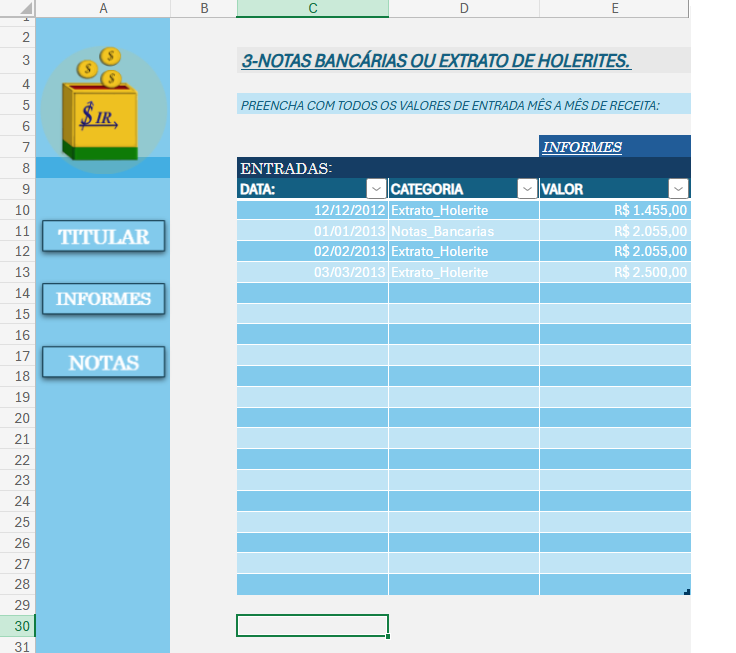 A B C D E
1
2
3 3-NOTAS BANCÁRIAS OU EXTRATO DE HOLERITES.
4
5 PREENCHA COM TODOS OS VALORES DE ENTRADA MÊS A MÊS DE RECEITA:
6
7 INFORMES
8 ENTRADAS:
9 DATA: CATEGORIA VALOR
10 12/12/2012 Extrato_Holerite R$ 1.455,00
11 01/01/2013 Notas_Bancarias R$ 2.055,00
12 02/02/2013 Extrato_Holerite R$ 2.055,00
13 03/03/2013 Extrato_Holerite R$ 2.500,00
14
15
16
17
18
19
20
21
22
23
24
25
26
27
28
29
30
31
$ $ $
$ IR
TITULAR
INFORMES
NOTAS